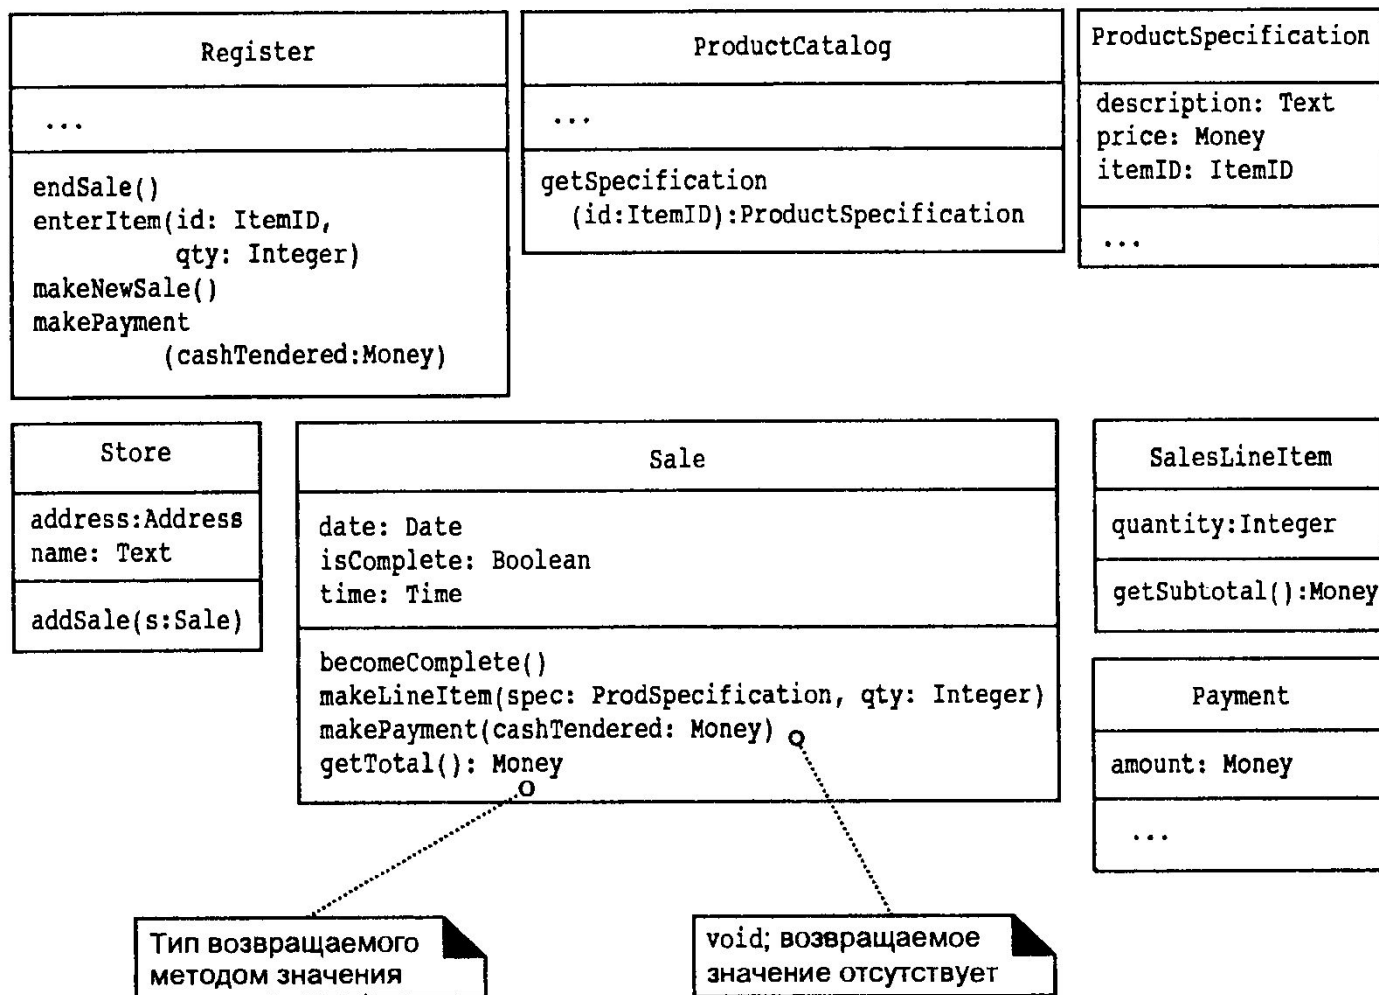 Register
...
endSale()
enterItem(id: ItemID,
qty: Integer)
makeNewSale()
makePayment
(cashTendered:Money)
ProductCatalog
...
getSpecification
(id:ItemID):ProductSpecification
ProductSpecification
description: Text
price: Money
itemID: ItemID
...
Store
address:Address
name: Text
addSale(s:Sale)
Sale
date: Date
isComplete: Boolean
time: Time
becomeComplete()
makeLineItem(spec: ProdSpecification, qty: Integer)
makePayment(cashTendered: Money)
getTotal(): Money
SalesLineItem
quantity:Integer
getSubtotal():Money
Payment
amount: Money
...
Тип возвращаемого
методом значения
void; возвращаемое
значение отсутствует